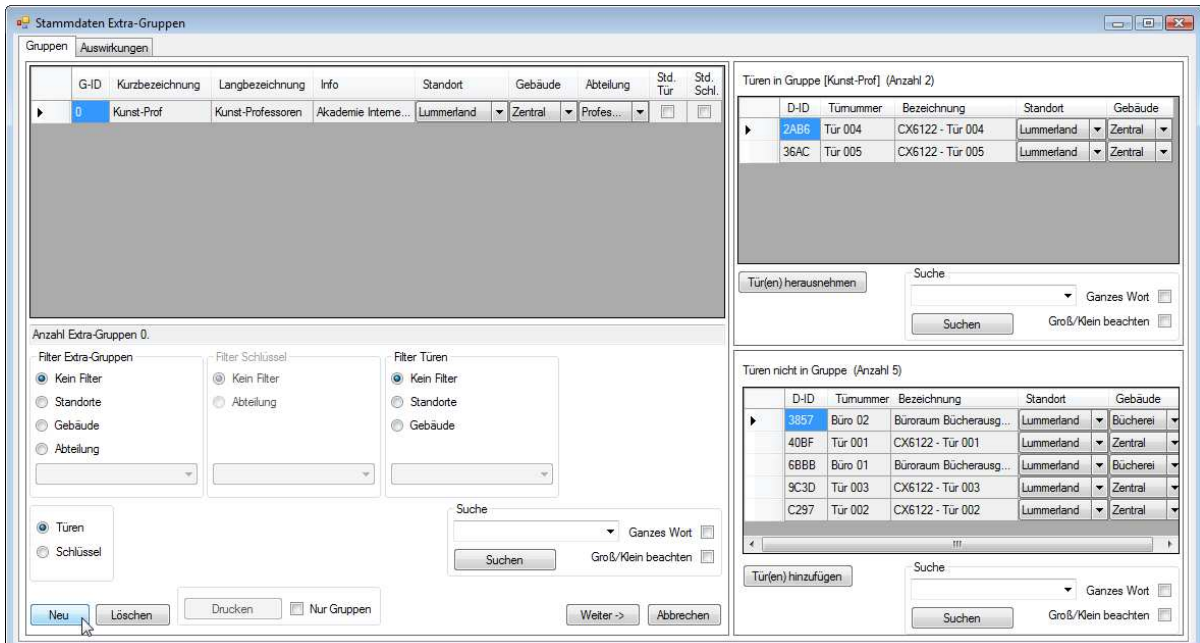 Stammdaten Extra-Gruppen
Gruppen Auswirkungen
G-ID Kurzbezeichnung Langbezeichnung Info Standort Gebäude Abteilung Std. Tür Std. Schl.
0 Kunst-Prof Kunst-Professoren Akademie Interne... Lummerland Zentral Profes...
Anzahl Extra-Gruppen 0.
Filter Extra-Gruppen
Kein Filter
Standorte
Gebäude
Abteilung
Filter Schlüssel
Kein Filter
Abteilung
Filter Türen
Kein Filter
Standorte
Gebäude
Türen
Schlüssel
Suche
Ganzes Wort
Suchen Groß/Klein beachten
Neu Löschen Drucken Nur Gruppen Weiter -> Abbrechen
Türen in Gruppe [Kunst-Prof] (Anzahl 2)
D-ID Türnummer Bezeichnung Standort Gebäude
2AB6 Tür 004 CX6122 - Tür 004 Lummerland Zentral
36AC Tür 005 CX6122 - Tür 005 Lummerland Zentral
Tür(en) herausnehmen
Suche
Ganzes Wort
Suchen Groß/Klein beachten
Türen nicht in Gruppe (Anzahl 5)
D-ID Türnummer Bezeichnung Standort Gebäude
3857 Büro 02 Büroraum Bücherausg... Lummerland Bücherei
40BF Tür 001 CX6122 - Tür 001 Lummerland Zentral
6BBB Büro 01 Büroraum Bücherausg... Lummerland Bücherei
9C3D Tür 003 CX6122 - Tür 003 Lummerland Zentral
C297 Tür 002 CX6122 - Tür 002 Lummerland Zentral
Tür(en) hinzufügen
Suche
Ganzes Wort
Suchen Groß/Klein beachten